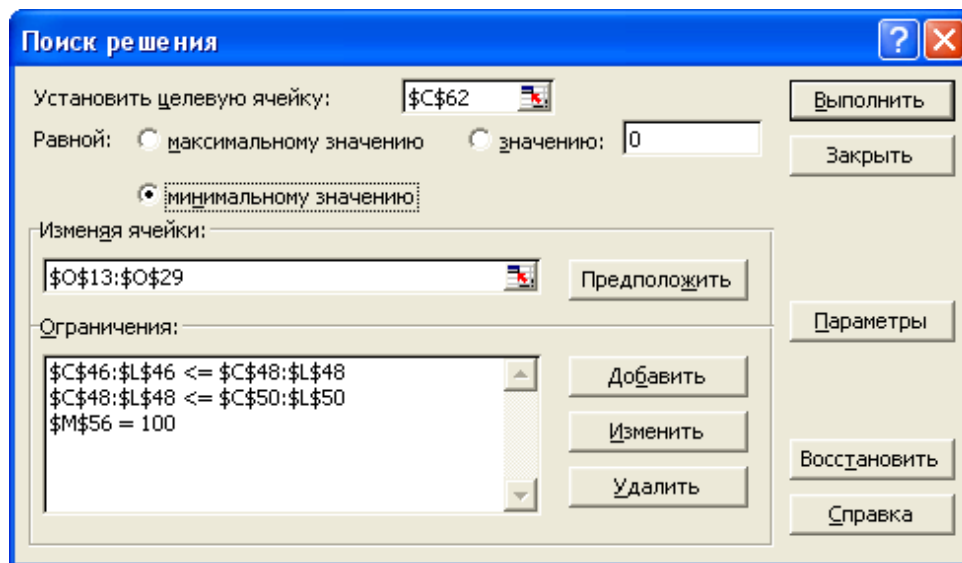 Поиск решения
Установить целевую ячейку: $C$62 Выполнить
Равной: максимальному значению значению: 0 Закрыть
минимальному значению
Изменяя ячейки:
$O$13:$O$29 Предположить
Ограничения: Параметры
$C$46:$L$46 <= $C$48:$L$48 Добавить
$C$48:$L$48 <= $C$50:$L$50
$M$56 = 100 Изменить
Восстановить
Удалить
Справка